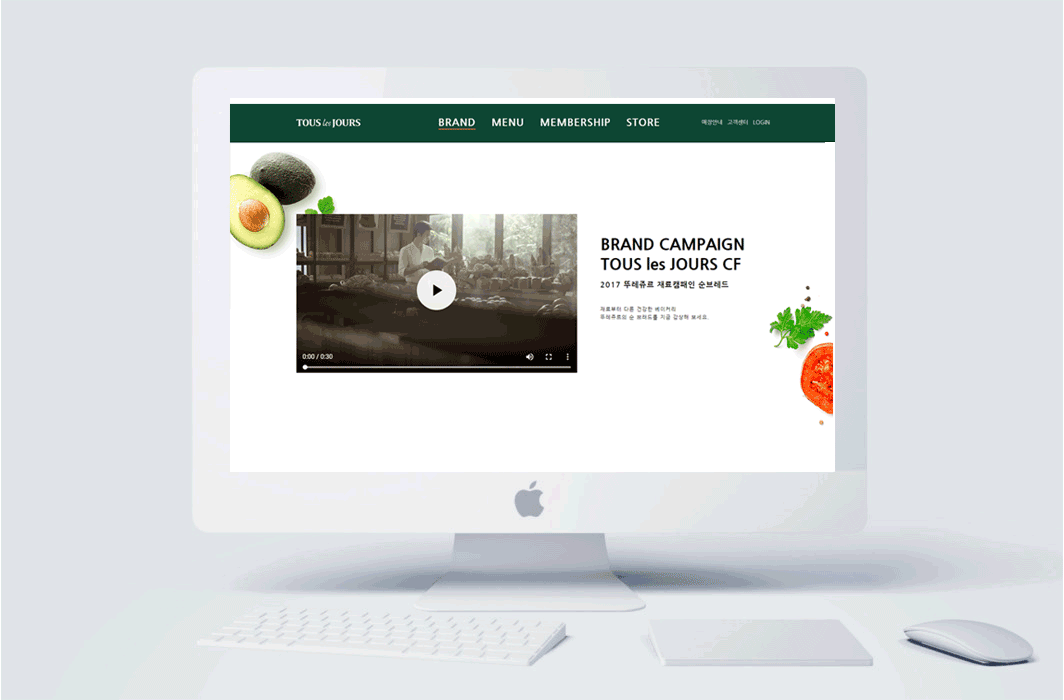 TOUS les JOURS
BRAND MENU MEMBERSHIP STORE
매장안내 고객센터 LOGIN
BRAND CAMPAIGN
TOUS les JOURS CF
2017 뚜레쥬르 재료캠페인 순브레드
재료부터 다른 건강한 베이커리
뚜레쥬르의 순 브레드를 지금 감상해 보세요.
0:00 / 0:30